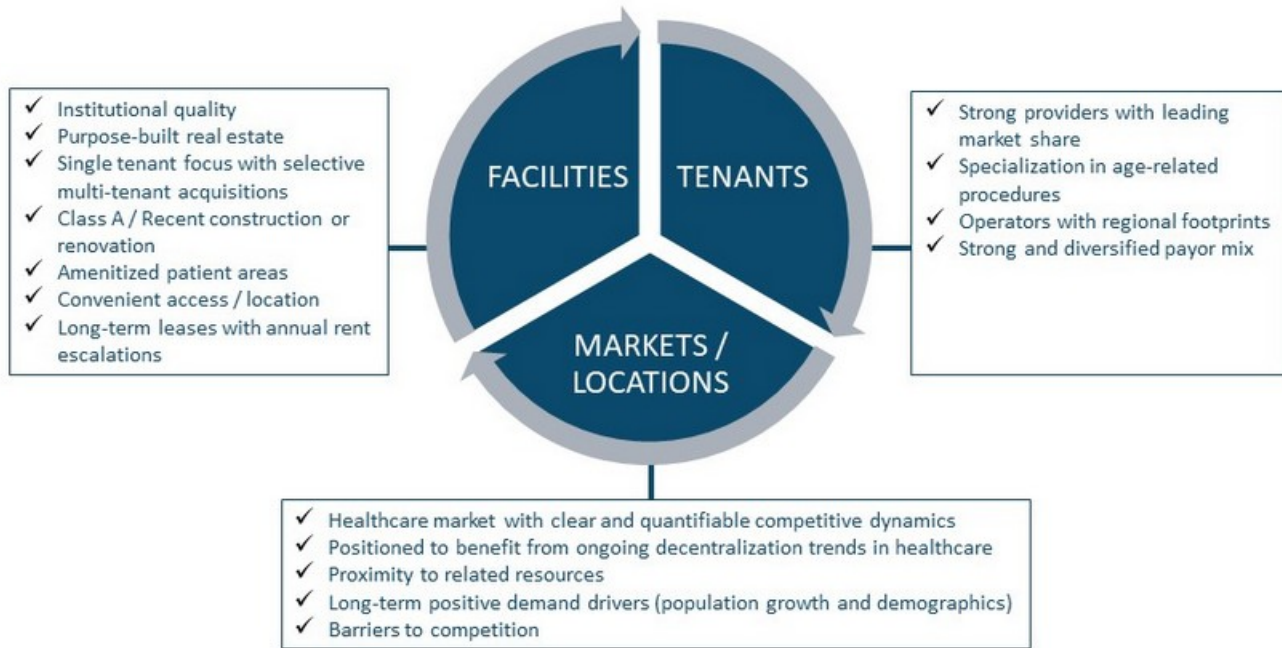 ✓ Institutional quality
✓ Purpose-built real estate
✓ Single tenant focus with selective
multi-tenant acquisitions
✓ Class A / Recent construction or
renovation
✓ Amenitized patient areas
✓ Convenient access / location
✓ Long-term leases with annual rent
escalations
FACILITIES
TENANTS
MARKETS /
LOCATIONS
✓ Strong providers with leading
market share
✓ Specialization in age-related
procedures
✓ Operators with regional footprints
✓ Strong and diversified payor mix
✓ Healthcare market with clear and quantifiable competitive dynamics
✓ Positioned to benefit from ongoing decentralization trends in healthcare
✓ Proximity to related resources
✓ Long-term positive demand drivers (population growth and demographics)
✓ Barriers to competition